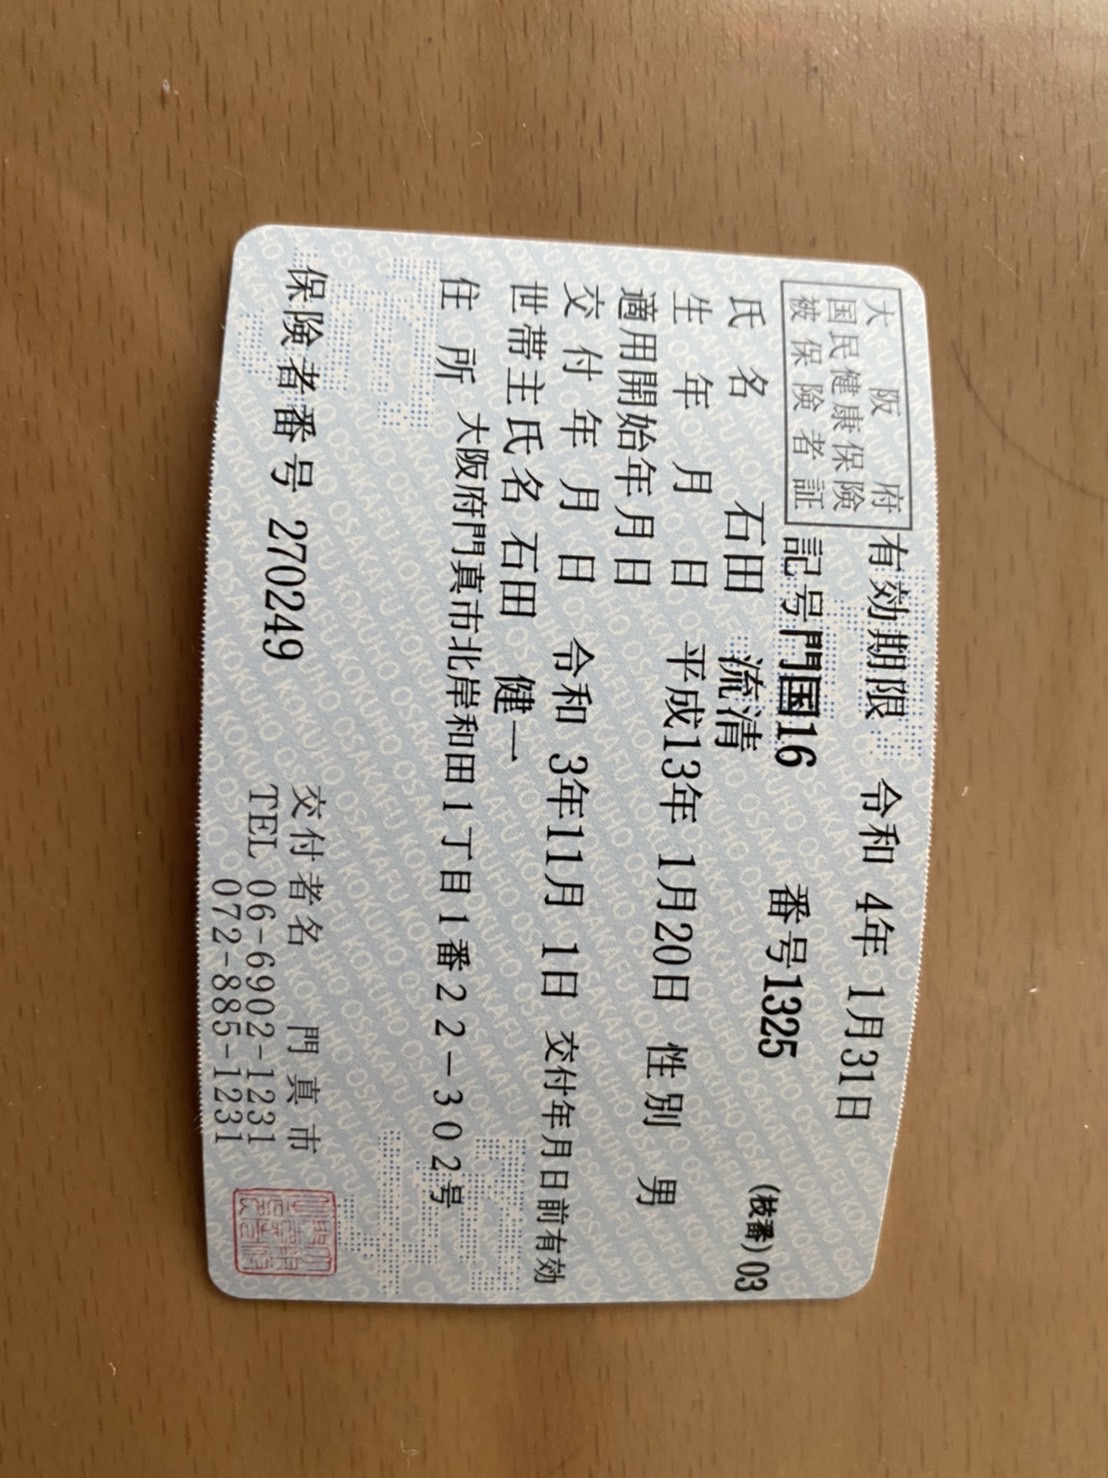 大阪府
国民健康保険
被保険者証
有効期限 令和 4年 1月31日
記号門国16 番号1325 (枝番)03
氏名 石田 流清
生年月日 平成13年 1月20日 性別 男
適用開始年月日
交付年月日 令和 3年11月 1日 交付年月日前有効
世帯主氏名 石田 健一
住所 大阪府門真市北岸和田1丁目1番22-302号
保険者番号 270249
交付者名 門真市
TEL 06-6902-1231
072-885-1231